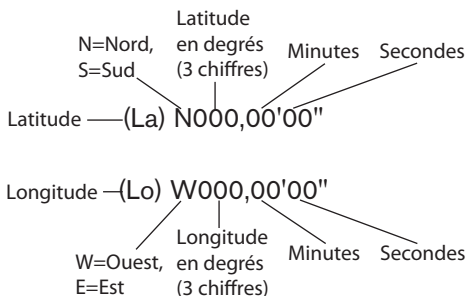 Latitude
N=Nord, en degrés Minutes Secondes
S=Sud (3 chiffres)
Latitude (La) N000,00'00"
Longitude (Lo) W000,00'00"
Longitude
W=Ouest, en degrés Minutes Secondes
E=Est (3 chiffres)